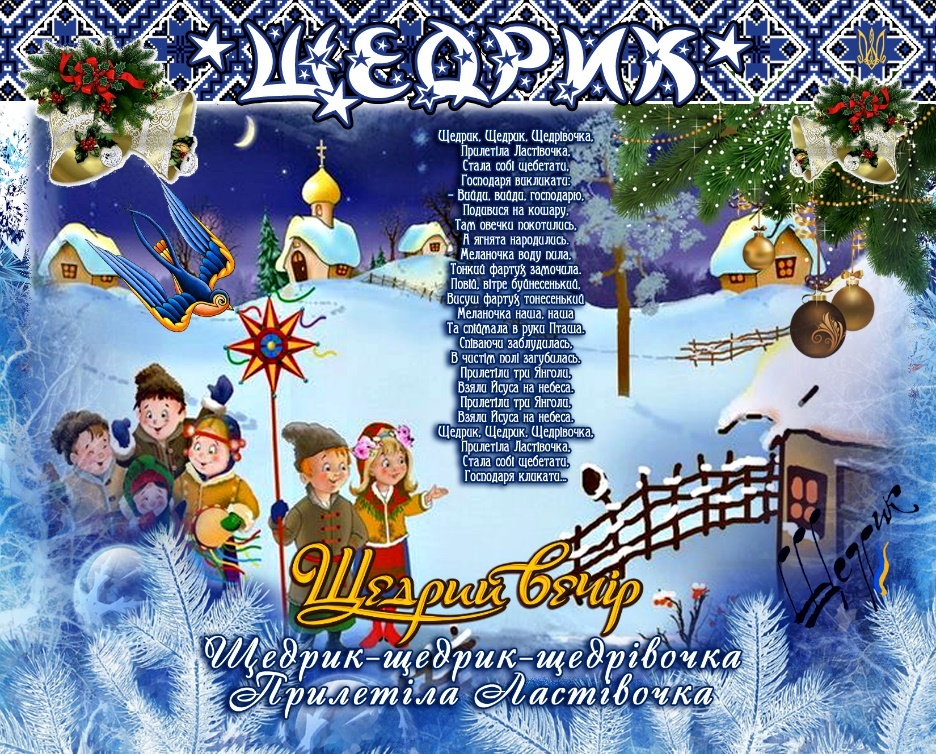 ЩЕДРИК
Щедрик, Щедрик, Щедрівочка,
Прилетіла Ластівочка,
Стала собі щебетати,
Господаря викликати:
Вийди, вийди, господарю,
Подивися на кошару,
Там овечки покотились,
А ягнята народились.
Меланочка воду пила,
Тонкий фартух замочила.
Повій, вітре буйнесенький,
Висуш фартух тонесенький
Меланочка наша, наша
Та спіймала в руки Пташа.
Співаючи заблудилась,
В чистім полі загубилась.
Прилетіли три Янголи,
Взяли Йсуса на небеса.
Прилетіли три Янголи,
Взяли Йсуса на небеса.
Щедрик, Щедрик, Щедрівочка,
Прилетіла Ластівочка,
Стала собі щебетати,
Господаря кликати...
Щедрик
Щедрий вечір
Щедрик-щедрик-щедрівочка
Прилетіла Ластівочка